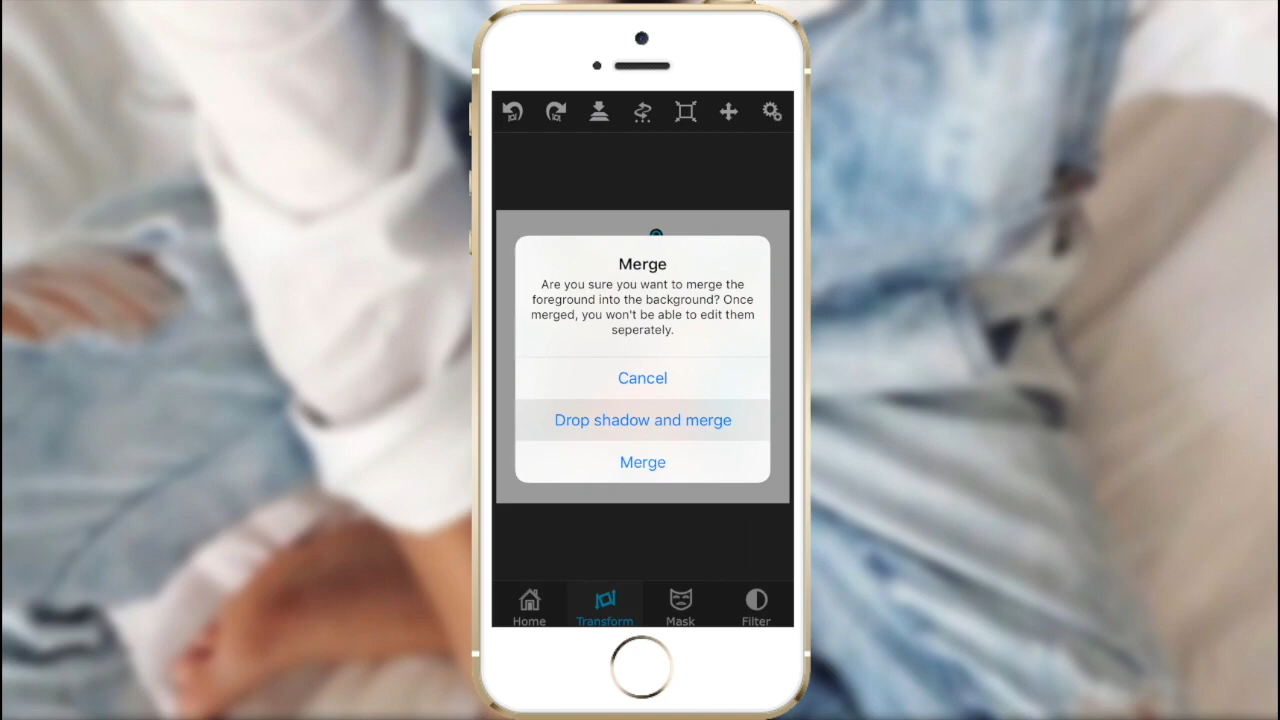 Merge
Are you sure you want to merge the
foreground into the background? Once
merged, you won't be able to edit them
seperately.
Cancel
Drop shadow and merge
Merge
Home Transform Mask Filter